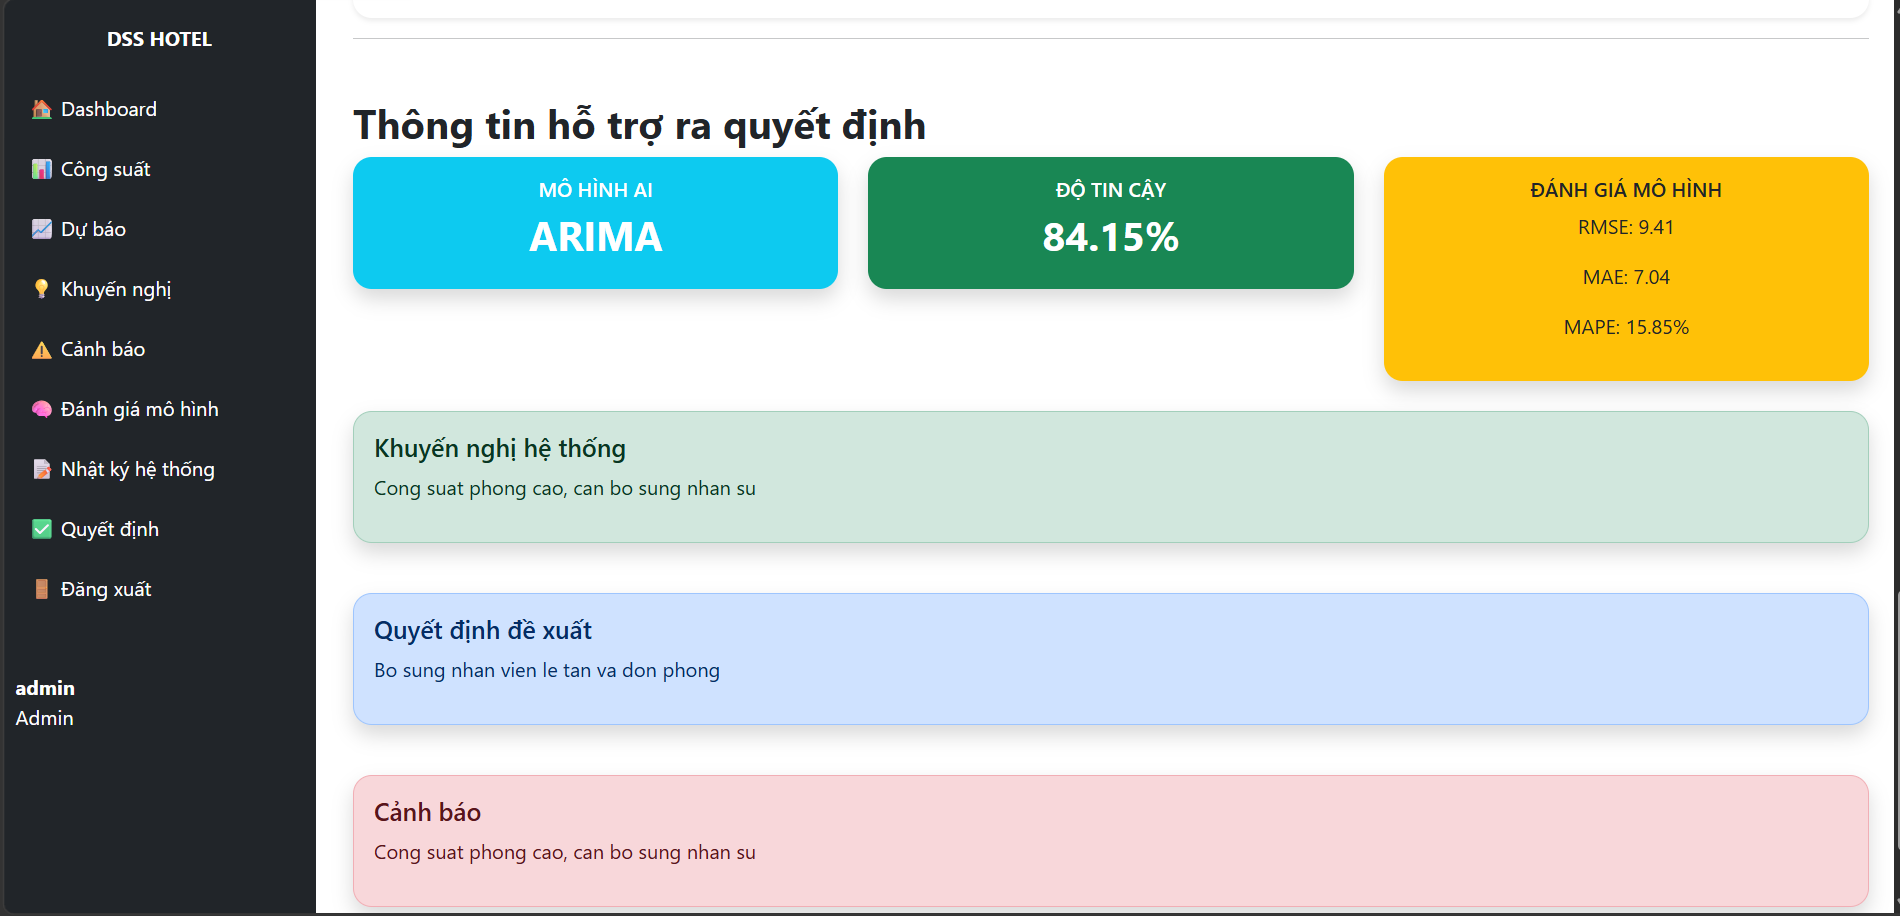 DSS HOTEL
Dashboard
Công suất
Dự báo
Khuyến nghị
Cảnh báo
Đánh giá mô hình
Nhật ký hệ thống
Quyết định
Đăng xuất
admin
Admin
Thông tin hỗ trợ ra quyết định
MÔ HÌNH AI
ARIMA
ĐỘ TIN CẬY
84.15%
ĐÁNH GIÁ MÔ HÌNH
RMSE: 9.41
MAE: 7.04
MAPE: 15.85%
Khuyến nghị hệ thống
Cong suat phong cao, can bo sung nhan su
Quyết định đề xuất
Bo sung nhan vien le tan va don phong
Cảnh báo
Cong suat phong cao, can bo sung nhan su